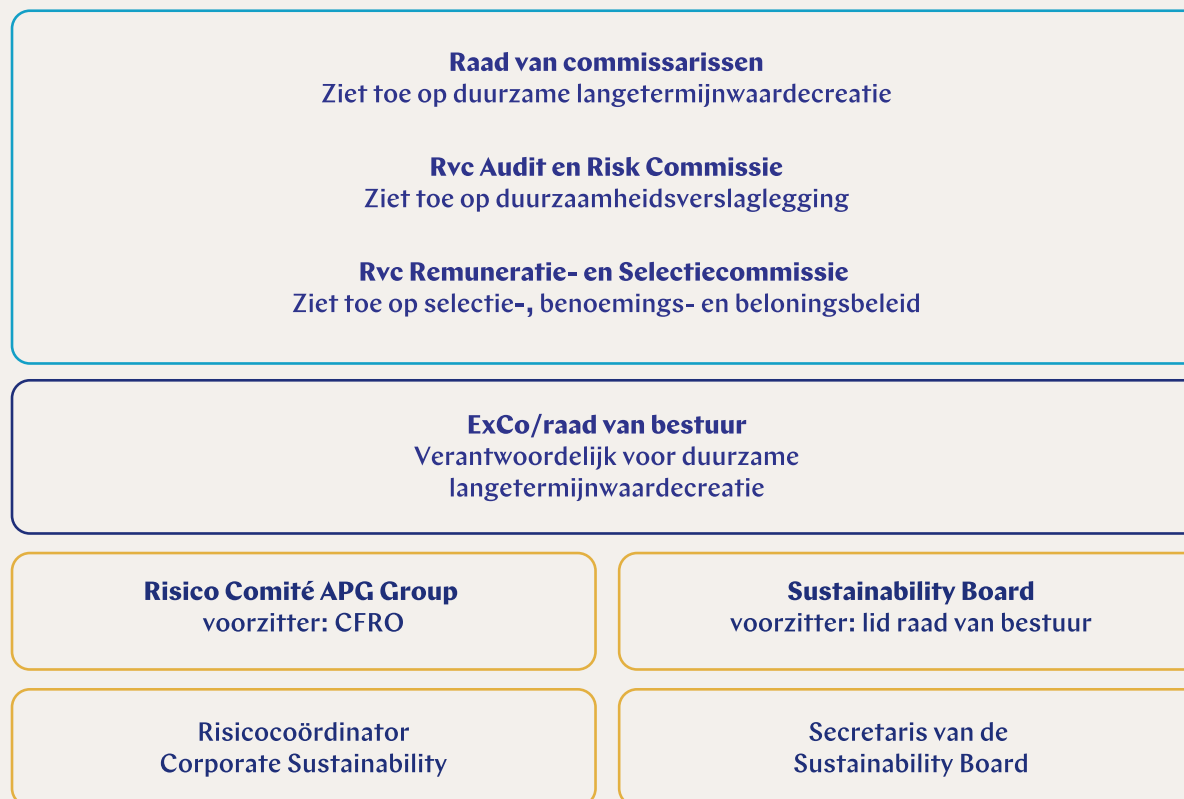 Raad van commissarissen
Ziet toe op duurzame langetermijnwaardecreatie
Rvc Audit en Risk Commissie
Ziet toe op duurzaamheidsverslaglegging
Rvc Remuneratie- en Selectiecommissie
Ziet toe op selectie-, benoemings- en beloningsbeleid
ExCo/raad van bestuur
Verantwoordelijk voor duurzame
langetermijnwaardecreatie
Risico Comité APG Group
voorzitter: CFRO
Sustainability Board
voorzitter: lid raad van bestuur
Risicocoördinator
Corporate Sustainability
Secretaris van de
Sustainability Board